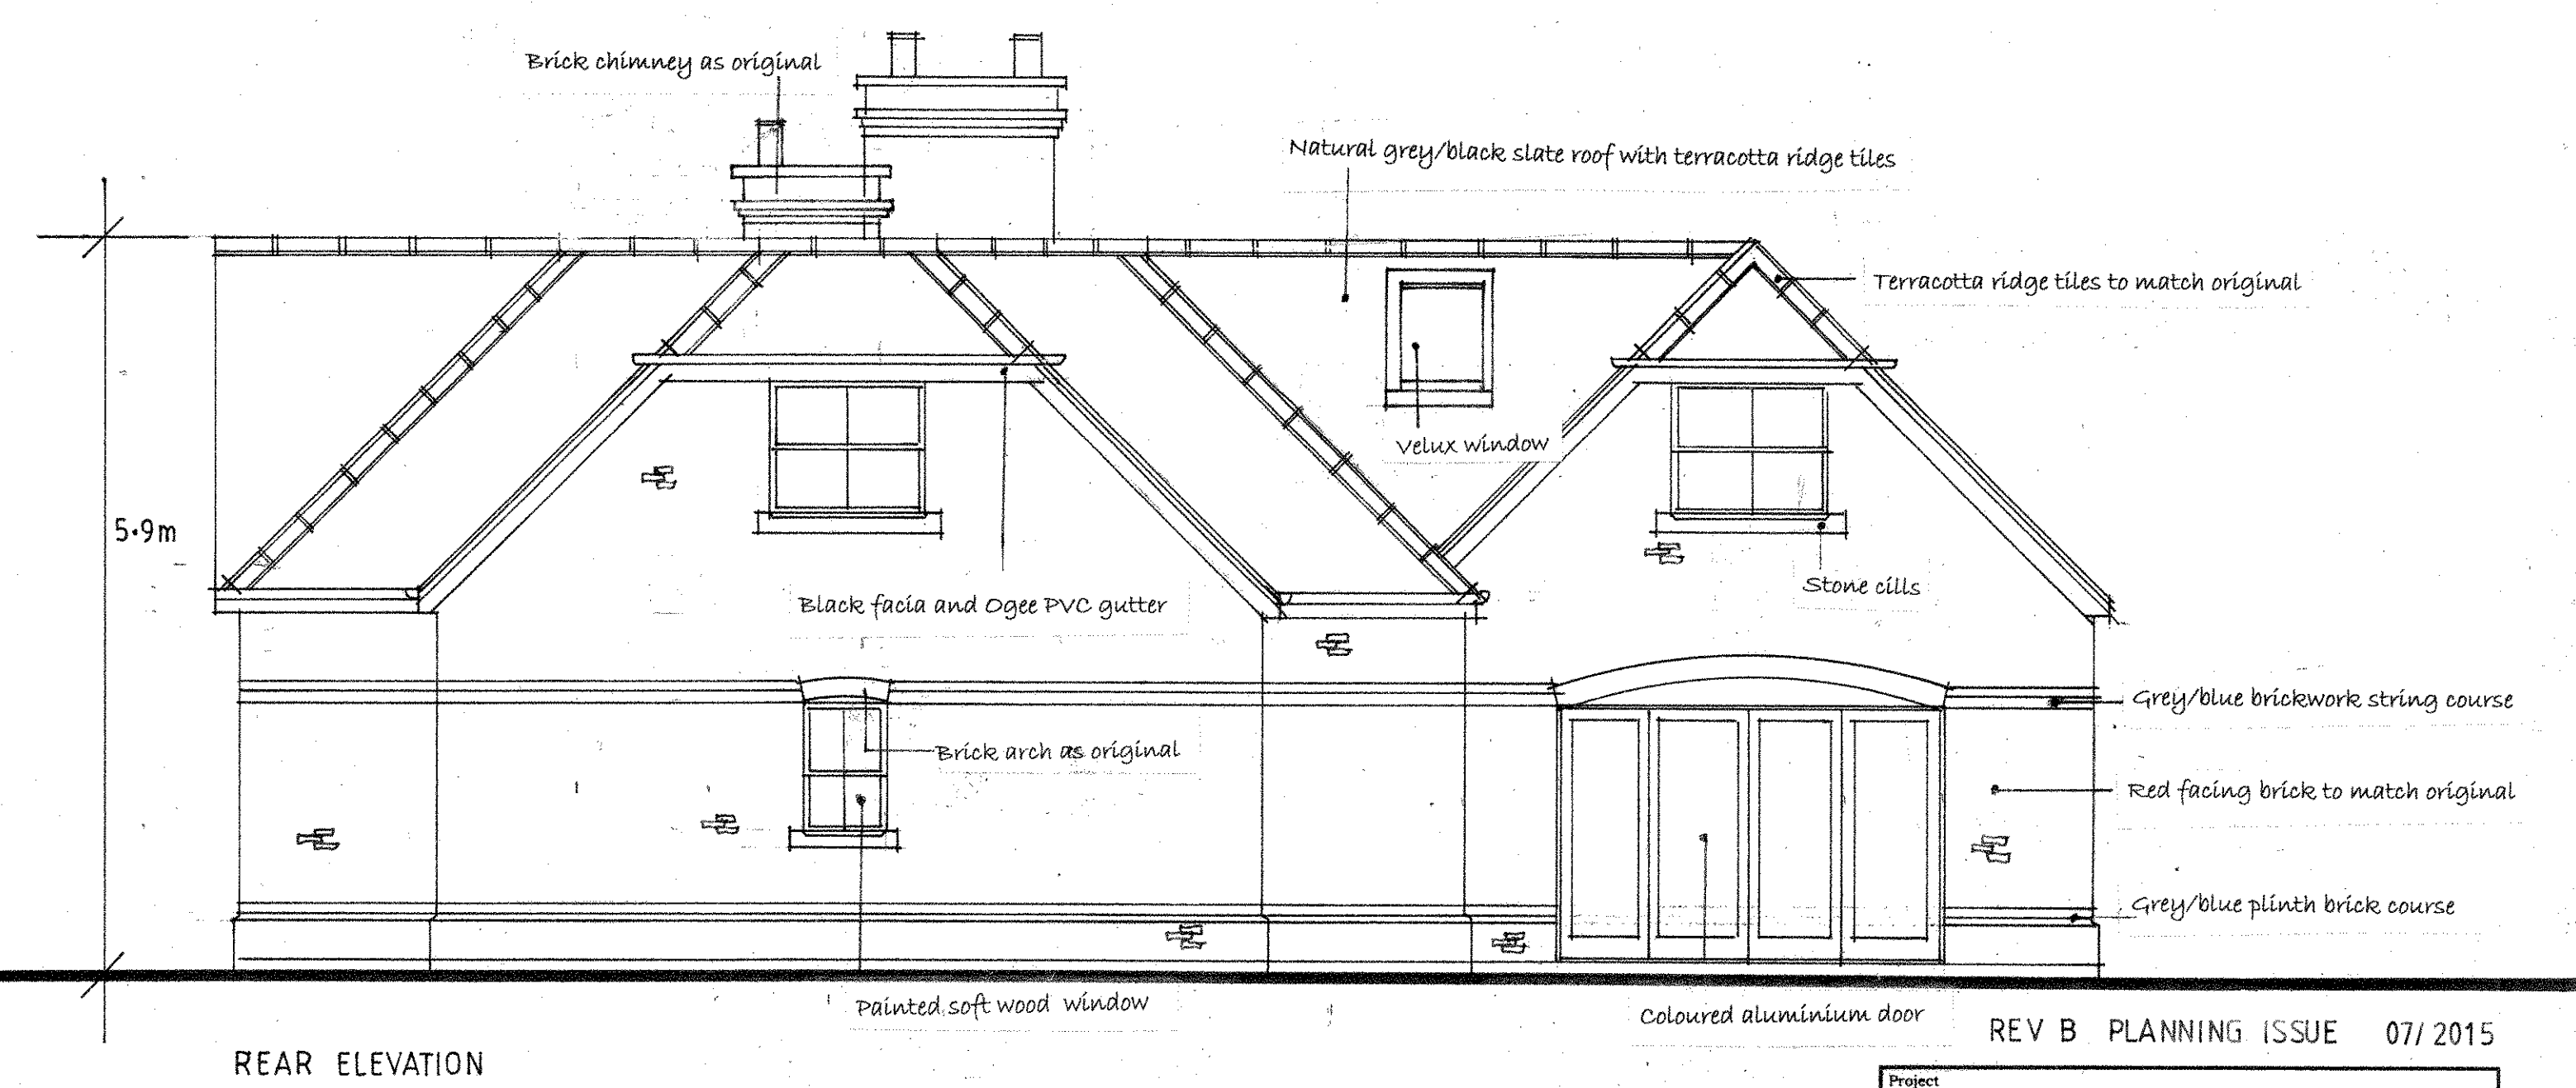 Brick chimney as original
Natural grey/black slate roof with terracotta ridge tiles
Terracotta ridge tiles to match original
Velux window
5.9m
Stone cills
Black facia and Ogee PVC gutter
Grey/blue brickwork string course
Brick arch as original
Red facing brick to match original
Grey/blue plinth brick course
Painted soft wood window
Coloured aluminium door
REV B PLANNING ISSUE 07/2015
REAR ELEVATION
Project